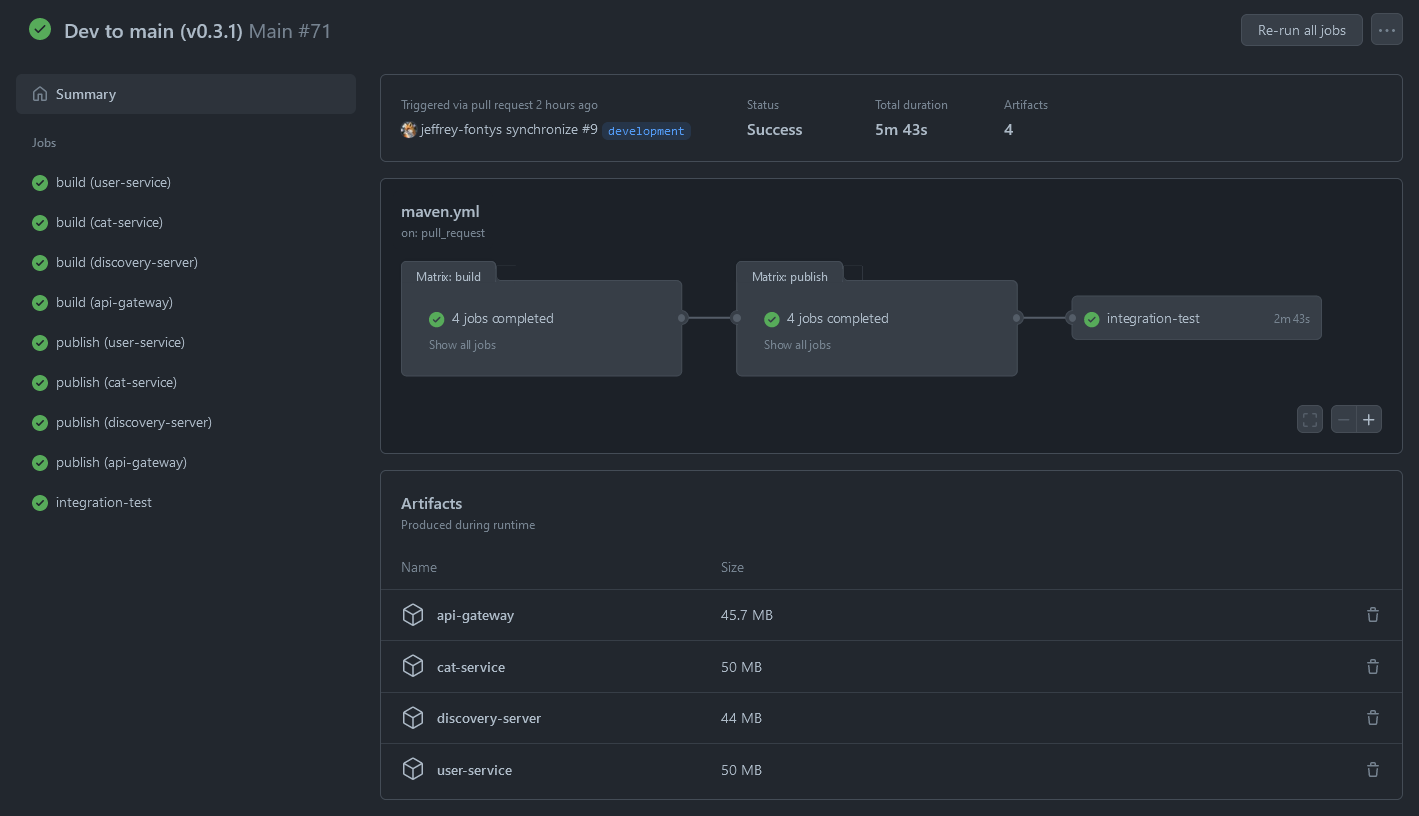 Dev to main (v0.3.1) Main #71
Re-run all jobs
Summary
Jobs
build (user-service)
build (cat-service)
build (discovery-server)
build (api-gateway)
publish (user-service)
publish (cat-service)
publish (discovery-server)
publish (api-gateway)
integration-test
Triggered via pull request 2 hours ago
jeffrey-fontys synchronize #9 development
Status
Success
Total duration
5m 43s
Artifacts
4
maven.yml
on: pull_request
Matrix: build
4 jobs completed
Show all jobs
Matrix: publish
4 jobs completed
Show all jobs
integration-test 2m 43s
Artifacts
Produced during runtime
Name Size
api-gateway 45.7 MB
cat-service 50 MB
discovery-server 44 MB
user-service 50 MB